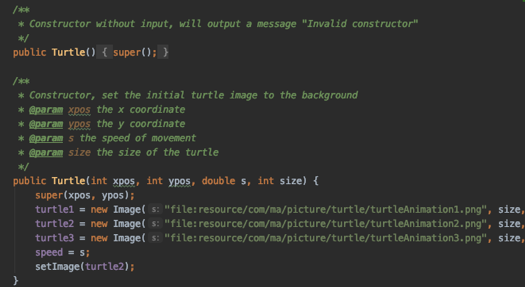 /**
 * Constructor without input, will output a message "Invalid constructor"
 */
public Turtle() { super(); }
/**
 * Constructor, set the initial turtle image to the background
 * @param xpos the x coordinate
 * @param ypos the y coordinate
 * @param s the speed of movement
 * @param size the size of the turtle
 */
public Turtle(int xpos, int ypos, double s, int size) {
super(xpos, ypos);
turtle1 = new Image( s: "file:resource/com/ma/picture/turtle/turtleAnimation1.png", size,
turtle2 = new Image( s: "file:resource/com/ma/picture/turtle/turtleAnimation2.png", size,
turtle3 = new Image( s: "file:resource/com/ma/picture/turtle/turtleAnimation3.png", size,
speed = s;
setImage(turtle2);
}